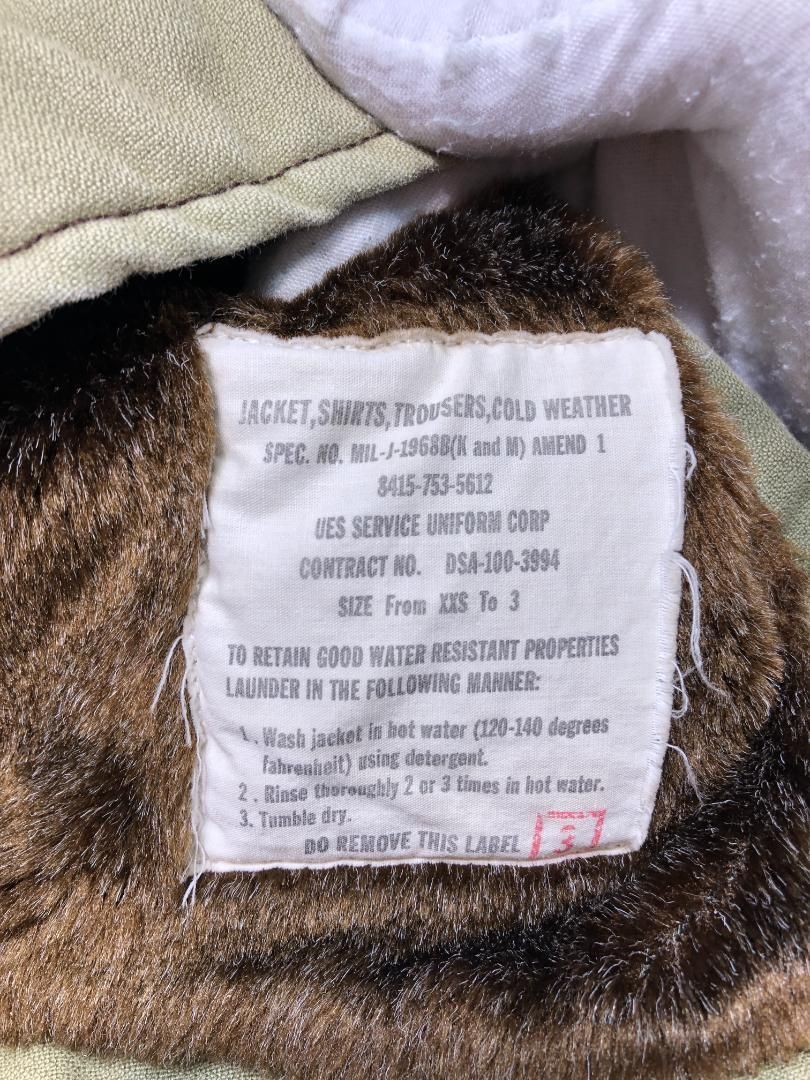 JACKET,SHIRTS,TROUSERS,COLD WEATHER
SPEC. NO. MIL-J-1968B(K and M) AMEND 1
8415-753-5612
UES SERVICE UNIFORM CORP
CONTRACT NO. DSA-100-3994
SIZE From XXS To 3
TO RETAIN GOOD WATER RESISTANT PROPERTIES
LAUNDER IN THE FOLLOWING MANNER:
1. Wash jacket in hot water (120-140 degrees
fahrenheit) using detergent.
2. Rinse thoroughly 2 or 3 times in hot water.
3. Tumble dry.
DO REMOVE THIS LABEL
3